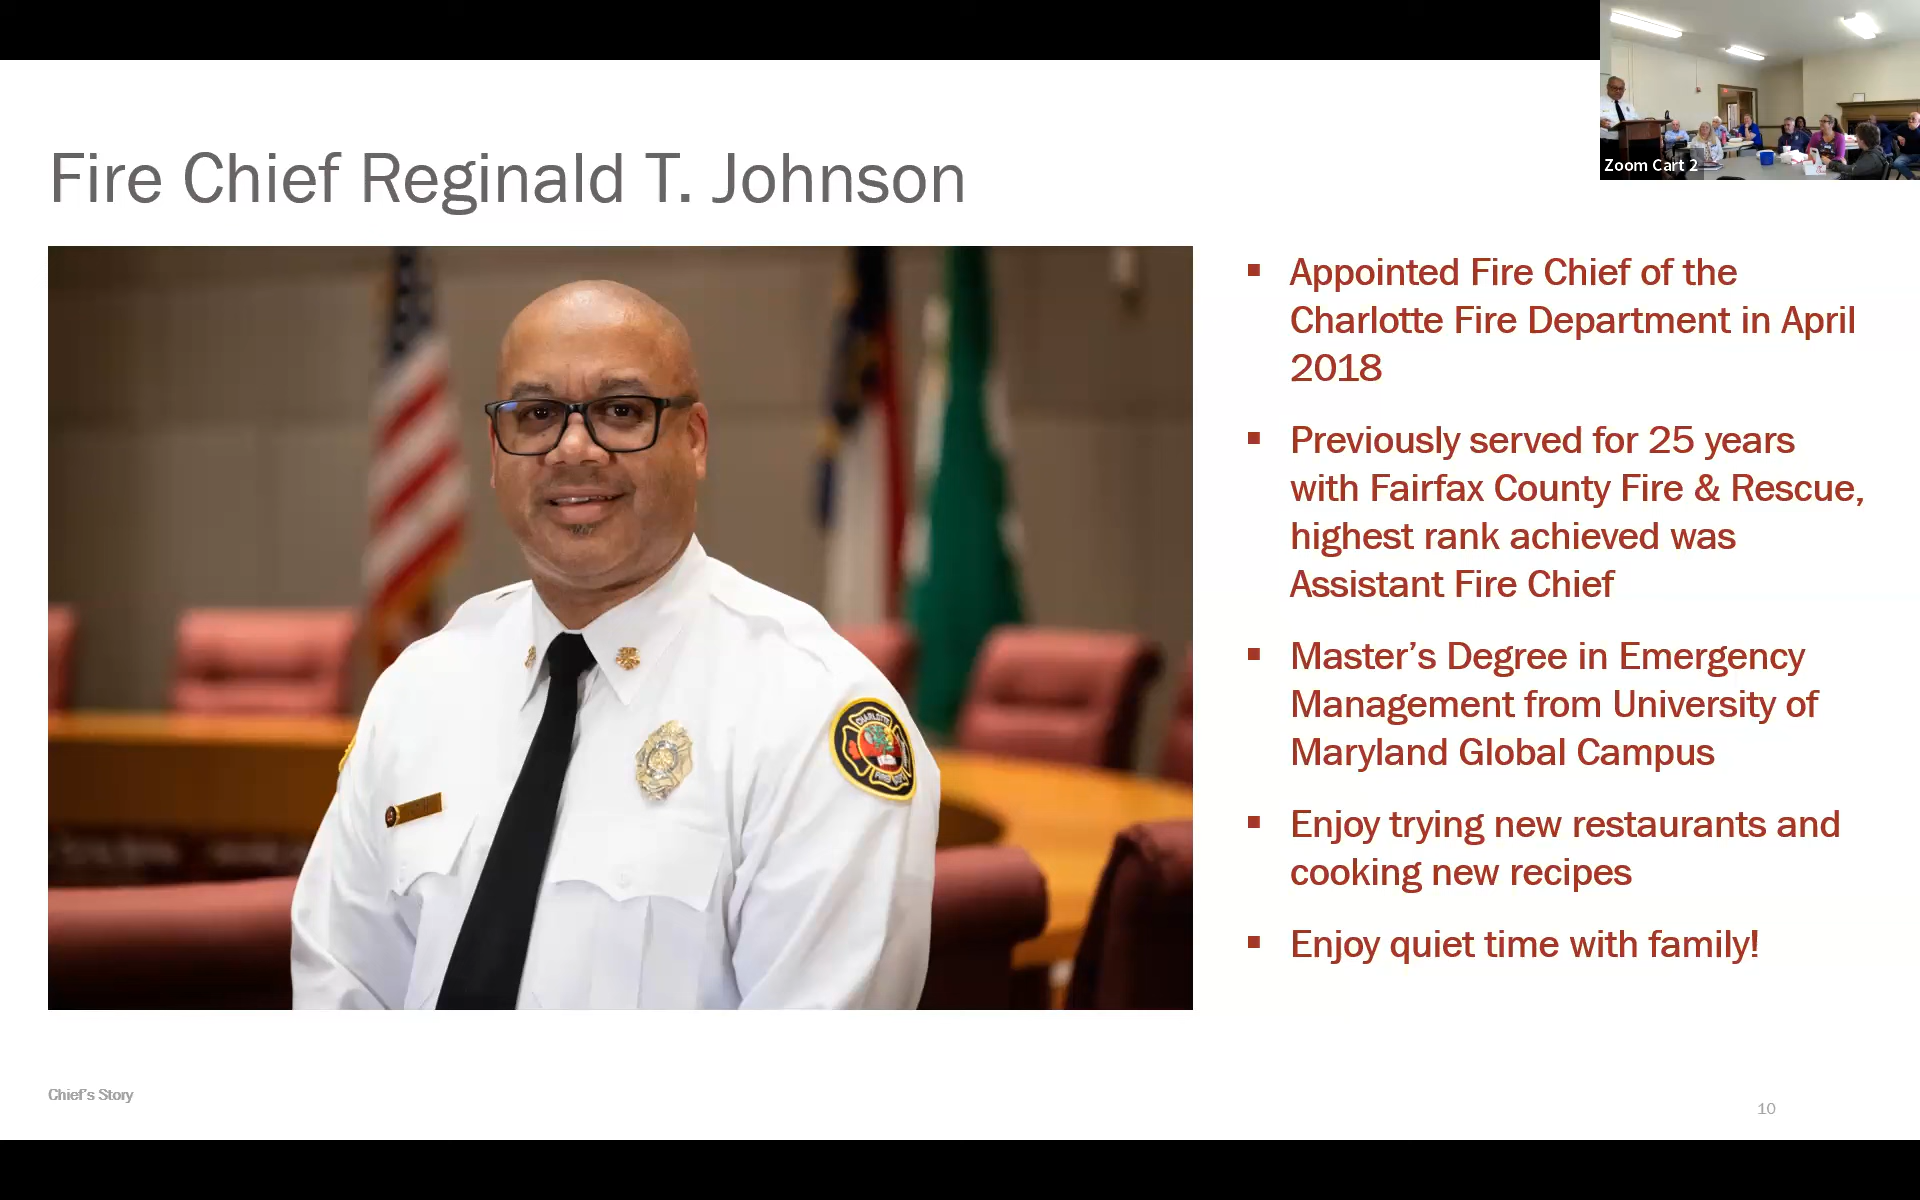 Zoom Cart 2
Fire Chief Reginald T. Johnson
▪ Appointed Fire Chief of the
Charlotte Fire Department in April
2018
▪ Previously served for 25 years
with Fairfax County Fire & Rescue,
highest rank achieved was
Assistant Fire Chief
▪ Master’s Degree in Emergency
Management from University of
Maryland Global Campus
▪ Enjoy trying new restaurants and
cooking new recipes
▪ Enjoy quiet time with family!
CHARLOTTE
Chief’s Story
10